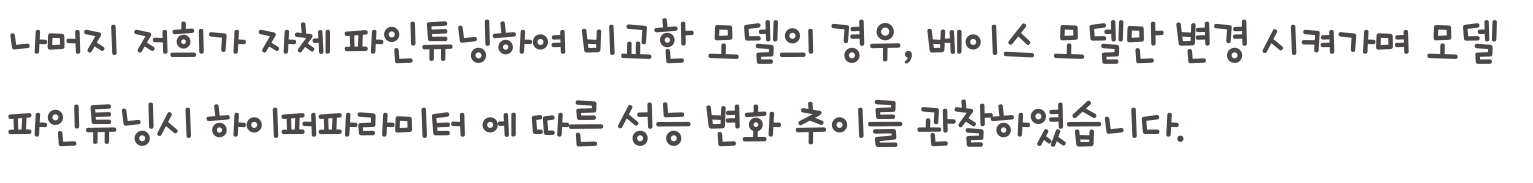 나머지 저희가 자체 파인튜닝하여 비교한 모델의 경우, 베이스 모델만 변경 시켜가며 모델
파인튜닝시 하이퍼파라미터 에 따른 성능 변화 추이를 관찰하였습니다.